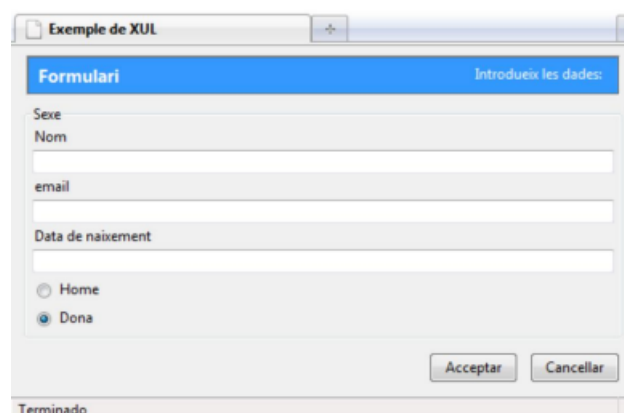 Exemple de XUL
Formulari Introdueix les dades:
Sexe
Nom
email
Data de naixement
Home
Dona
Acceptar Cancellar
Terminado